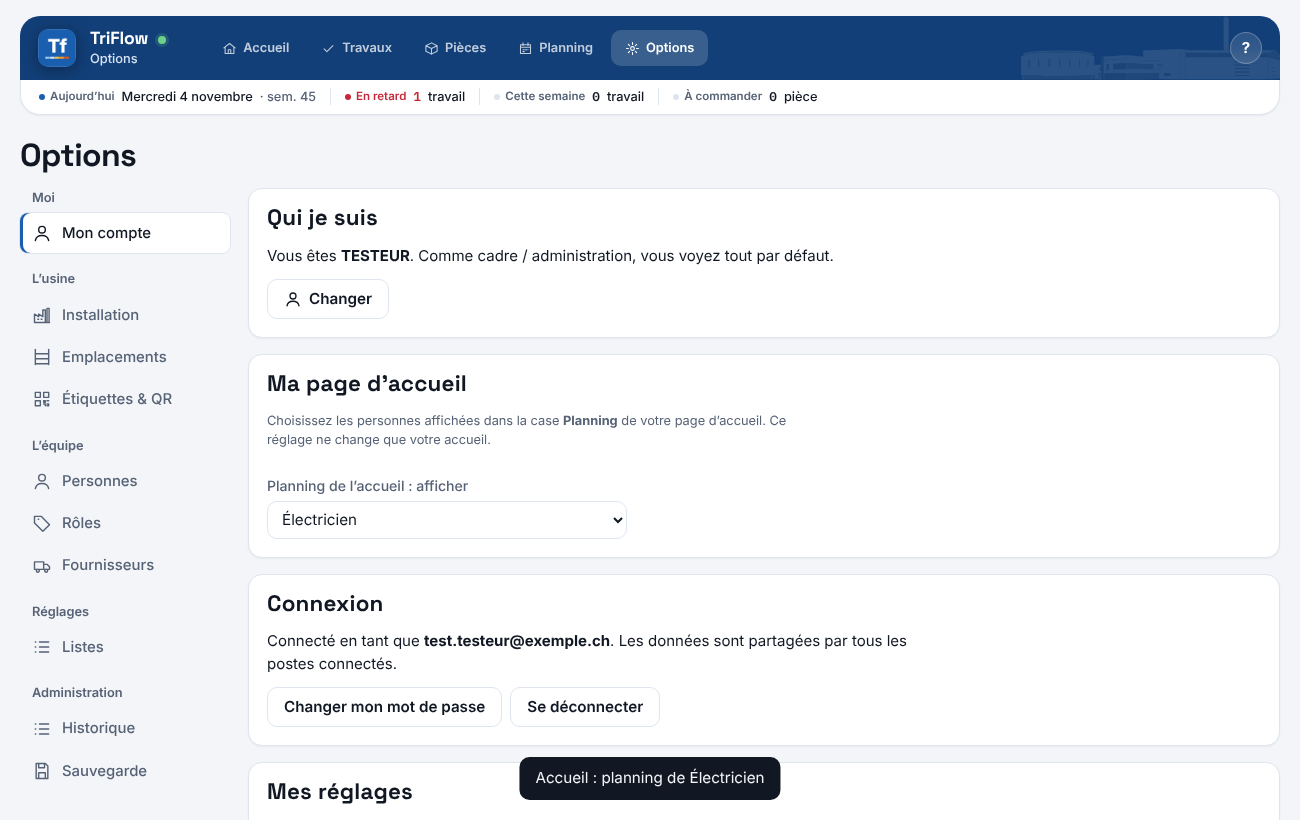 Tf
TriFlow
Options
Accueil
Travaux
Pièces
Planning
Options
?
Aujourd’hui Mercredi 4 novembre · sem. 45
En retard 1 travail
Cette semaine 0 travail
À commander 0 pièce
Options
Moi
Mon compte
L’usine
Installation
Emplacements
Étiquettes & QR
L’équipe
Personnes
Rôles
Fournisseurs
Réglages
Listes
Administration
Historique
Sauvegarde
Qui je suis
Vous êtes TESTEUR. Comme cadre / administration, vous voyez tout par défaut.
Changer
Ma page d’accueil
Choisissez les personnes affichées dans la case Planning de votre page d’accueil. Ce
réglage ne change que votre accueil.
Planning de l’accueil : afficher
Électricien
Connexion
Connecté en tant que test.testeur@exemple.ch. Les données sont partagées par tous les
postes connectés.
Changer mon mot de passe
Se déconnecter
Mes réglages
Accueil : planning de Électricien